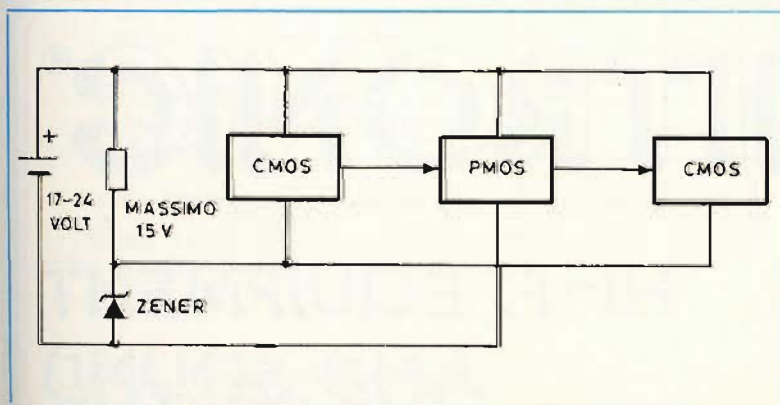 +
17-24
VOLT
MASSIMO
15 V
ZENER
CMOS
PMOS
CMOS